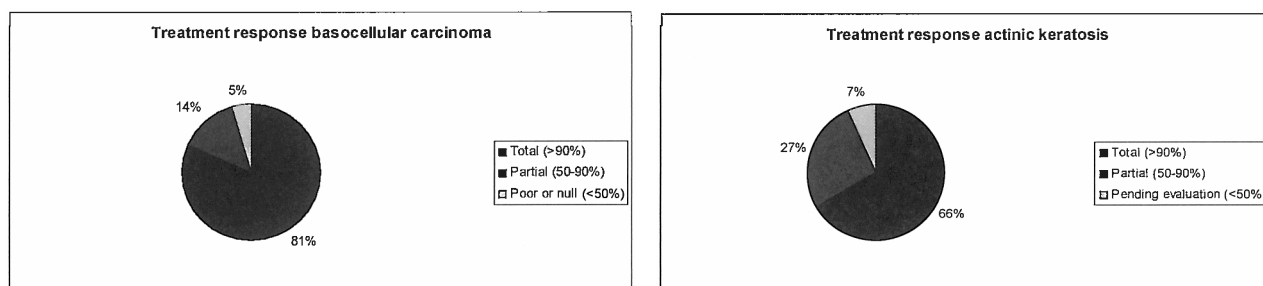 Treatment response basocellular carcinoma
5%
14%
81%
Total (>90%)
Partial (50-90%)
Poor or null (<50%)
Treatment response actinic keratosis
7%
27%
66%
Total (>90%)
Partial (50-90%)
Pending evaluation (<50%